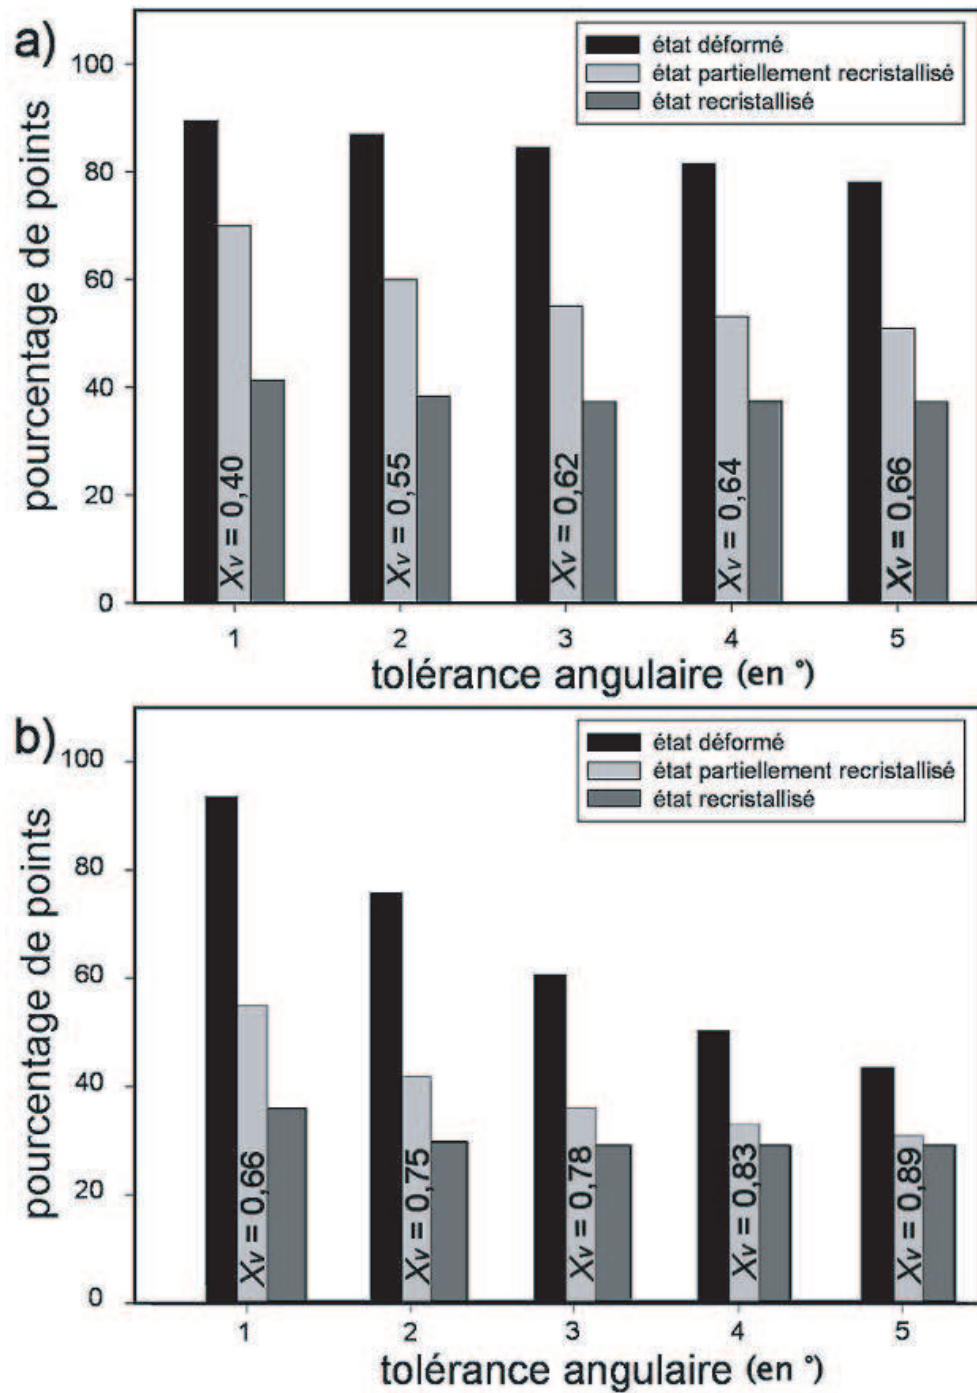 a)
état déformé
état partiellement recristallisé
état recristallisé
pourcentage de points
100
80
60
40
20
0
Xv = 0,40
Xv = 0,55
Xv = 0,62
Xv = 0,64
Xv = 0,66
1 2 3 4 5
tolérance angulaire (en °)
b)
état déformé
état partiellement recristallisé
état recristallisé
pourcentage de points
100
80
60
40
20
0
Xv = 0,66
Xv = 0,75
Xv = 0,78
Xv = 0,83
Xv = 0,89
1 2 3 4 5
tolérance angulaire (en °)